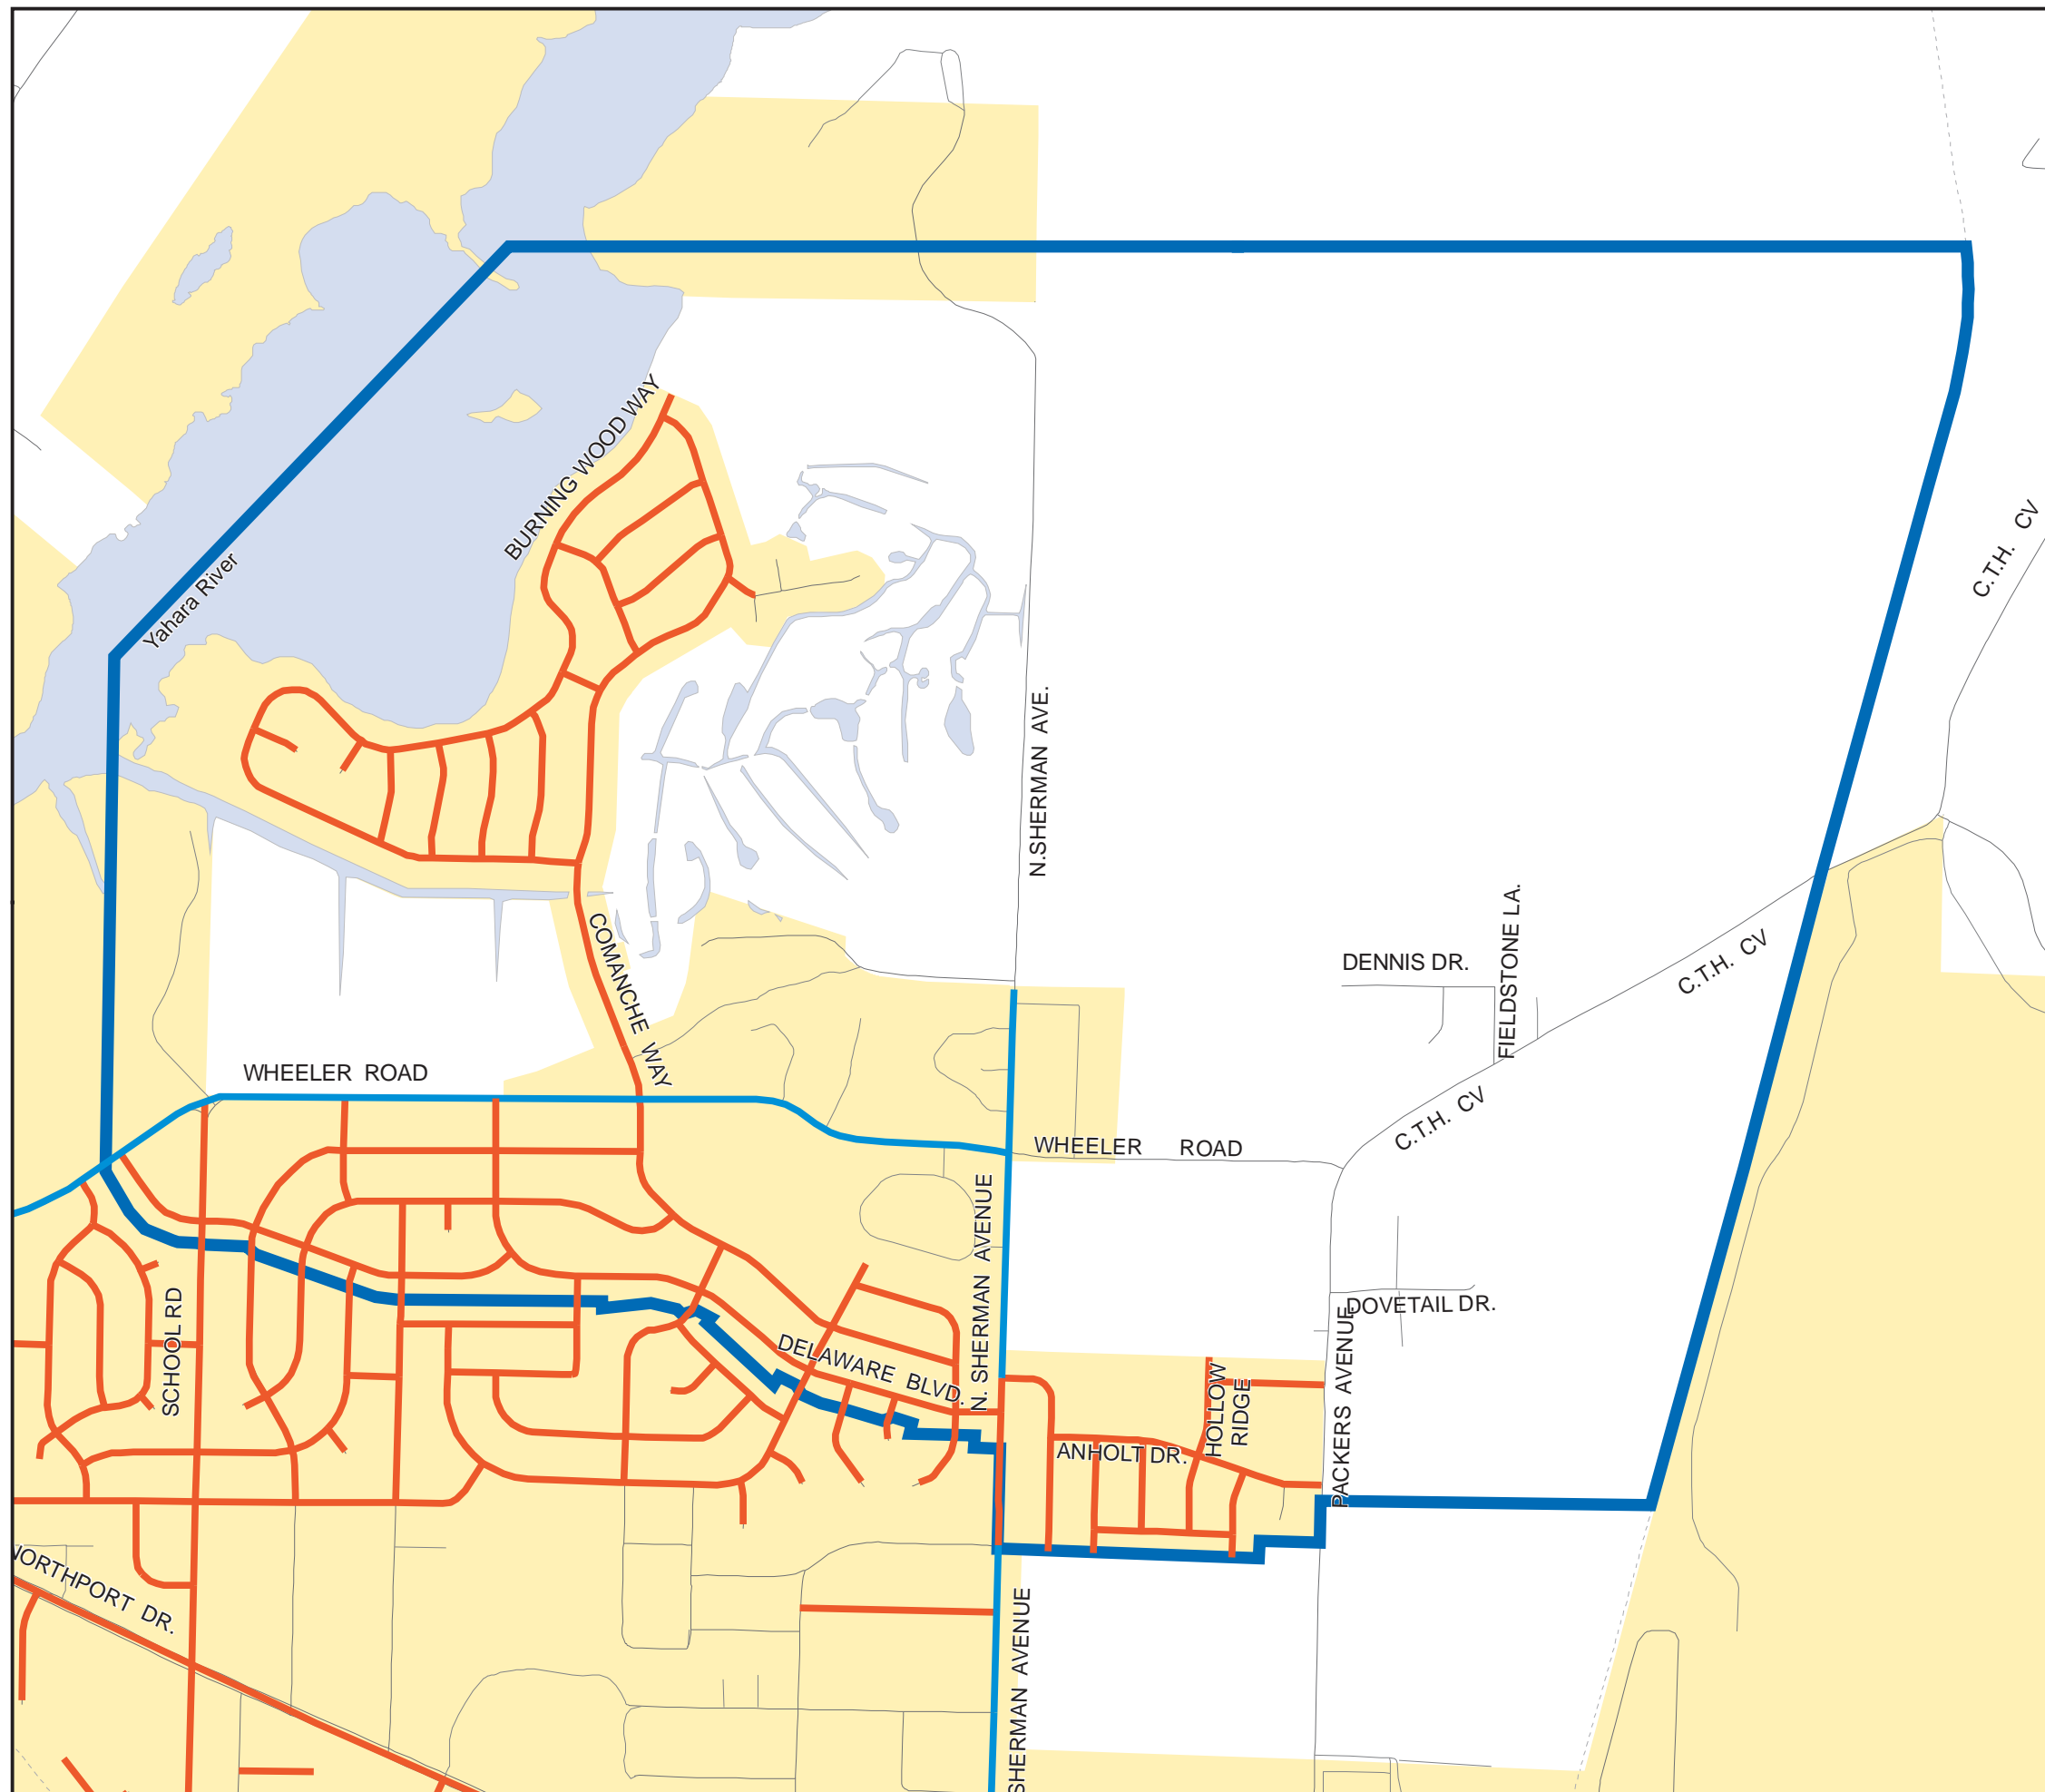 BURNING WOOD WAY
Yahara River
C.T.H. CV
N.SHERMAN AVE.
COMANCHE WAY
DENNIS DR.
FIELDSTONE LA.
C.T.H. CV
WHEELER ROAD
C.T.H. CV
WHEELER ROAD
N. SHERMAN AVENUE
SCHOOL RD
DOVETAIL DR.
DELAWARE BLVD.
PACKERS AVENUE
HOLLOW
RIDGE
ANHOLT DR.
NORTHPORT DR.
SHERMAN AVENUE